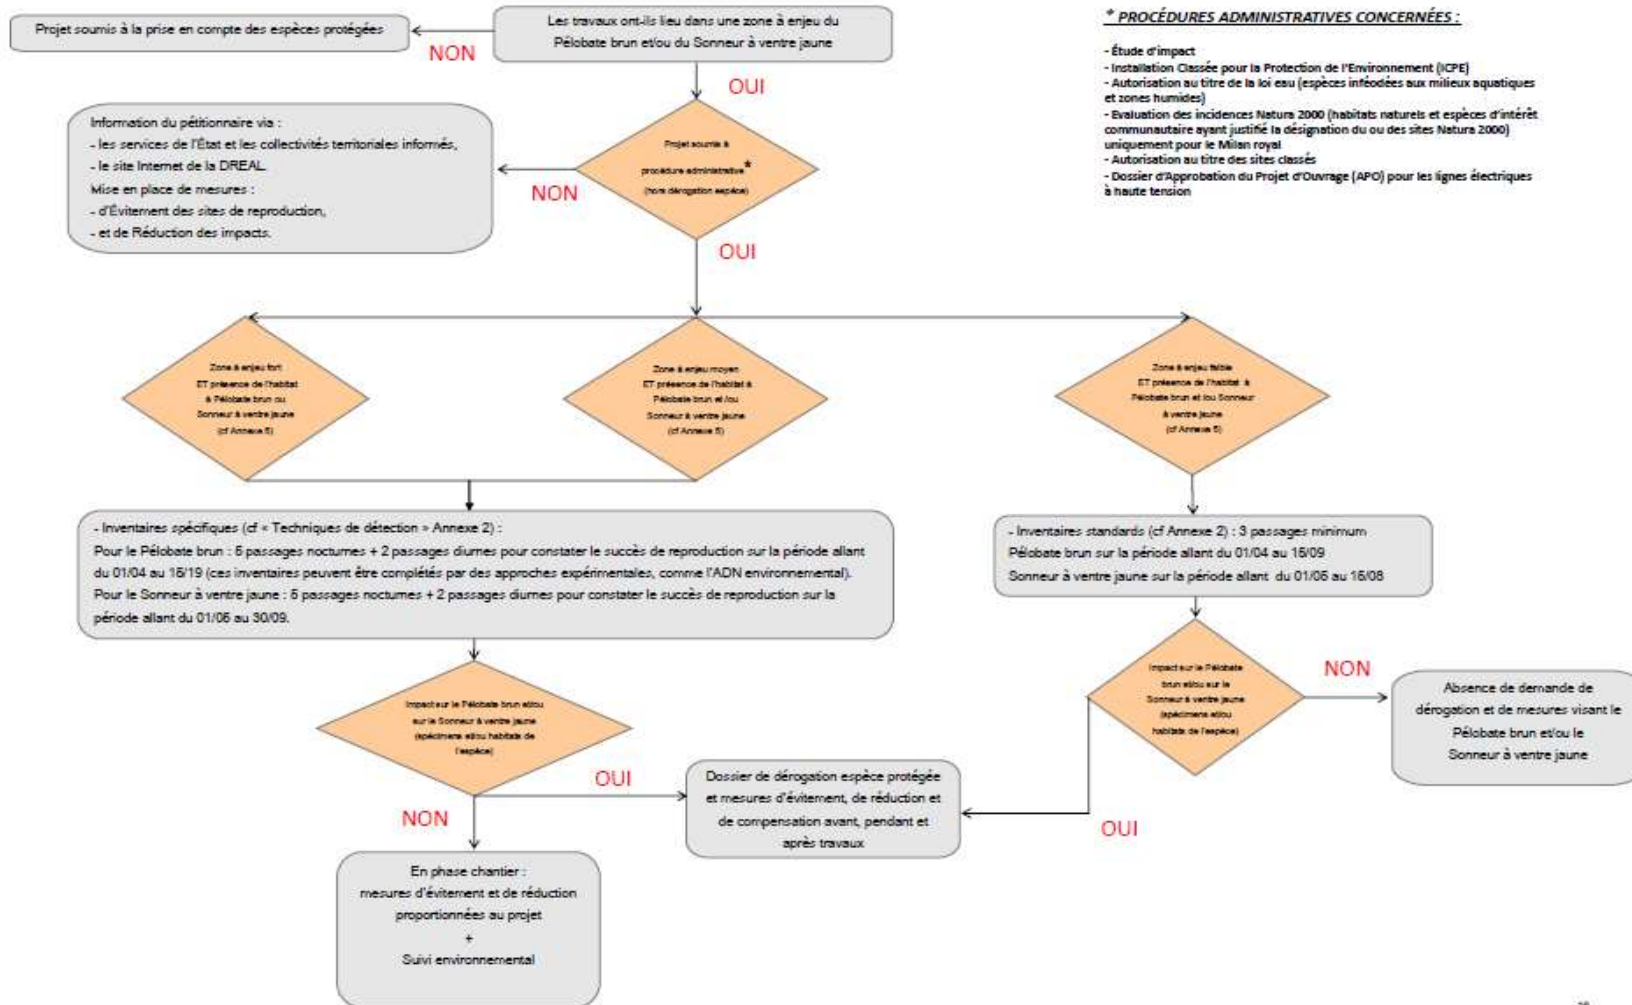 Projet soumis à la prise en compte des espèces protégées
NON
Les travaux ont-ils lieu dans une zone à enjeu du
Pélobate brun et/ou du Sonneur à ventre jaune
OUI
* PROCÉDURES ADMINISTRATIVES CONCERNÉES :
- Étude d'impact
- Installation Classée pour la Protection de l'Environnement (ICPE)
- Autorisation au titre de la loi eau (espèces inféodées aux milieux aquatiques
et zones humides)
- Evaluation des incidences Natura 2000 (habitats naturels et espèces d'intérêt
communautaire ayant justifié la désignation du ou des sites Natura 2000)
uniquement pour le Milan royal
- Autorisation au titre des sites classés
- Dossier d'Approbation du Projet d'Ouvrage (APO) pour les lignes électriques
à haute tension
Information du pétitionnaire via :
- les services de l'État et les collectivités territoriales informés,
- le site Internet de la DREAL.
Mise en place de mesures :
- d'Évitement des sites de reproduction,
- et de Réduction des impacts.
NON
Projet soumis à
procédure administrative*
(hors dérogation espèce)
OUI
Zone à enjeu fort
ET présence de l'habitat
à Pélobate brun ou
Sonneur à ventre jaune
(cf Annexe 5)
Zone à enjeu moyen
ET présence de l'habitat à
Pélobate brun et /ou
Sonneur à ventre jaune
(cf Annexe 5)
Zone à enjeu faible
ET présence de l'habitat à
Pélobate brun et /ou Sonneur
à ventre jaune
(cf Annexe 5)
- Inventaires spécifiques (cf « Techniques de détection » Annexe 2) :
Pour le Pélobate brun : 5 passages nocturnes + 2 passages diurnes pour constater le succès de reproduction sur la période allant
du 01/04 au 15/19 (ces inventaires peuvent être complétés par des approches expérimentales, comme l'ADN environnemental).
Pour le Sonneur à ventre jaune : 5 passages nocturnes + 2 passages diurnes pour constater le succès de reproduction sur la
période allant du 01/05 au 30/09.
- Inventaires standards (cf Annexe 2) : 3 passages minimum
Pélobate brun sur la période allant du 01/04 au 15/09
Sonneur à ventre jaune sur la période allant du 01/05 au 15/08
Impact sur le Pélobate brun et/ou
sur le Sonneur à ventre jaune
(spécimens et/ou habitats de
l'espèce)
OUI
NON
Impact sur le Pélobate
brun et/ou sur le
Sonneur à ventre jaune
(spécimens et/ou
habitats de l'espèce)
NON
OUI
Absence de demande de
dérogation et de mesures visant le
Pélobate brun et/ou le
Sonneur à ventre jaune
Dossier de dérogation espèce protégée
et mesures d'évitement, de réduction et
de compensation avant, pendant et
après travaux
En phase chantier :
mesures d'évitement et de réduction
proportionnées au projet
+
Suivi environnemental